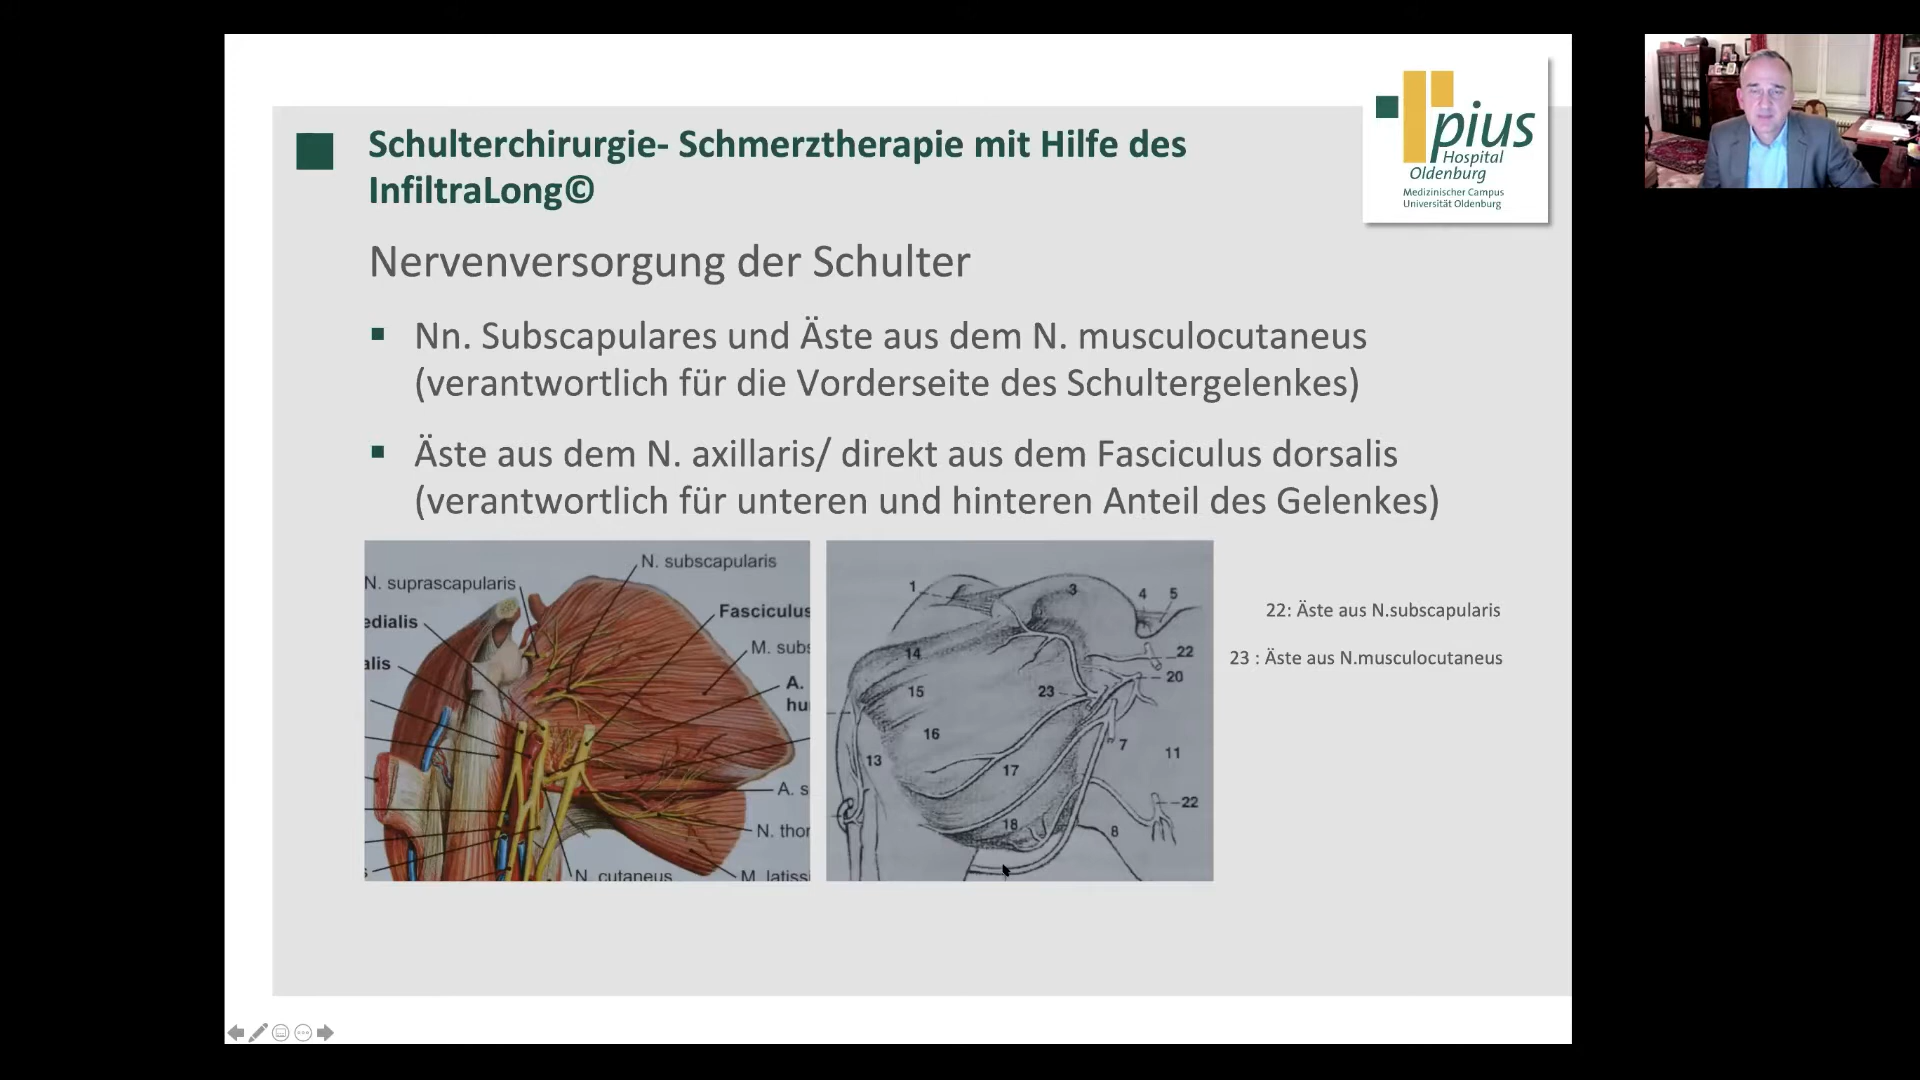 Schulterchirurgie- Schmerztherapie mit Hilfe des
InfiltraLong©
pius
Hospital
Oldenburg
Medizinischer Campus
Universität Oldenburg
Nervenversorgung der Schulter
Nn. Subscapulares und Äste aus dem N. musculocutaneus
(verantwortlich für die Vorderseite des Schultergelenkes)
Äste aus dem N. axillaris/ direkt aus dem Fasciculus dorsalis
(verantwortlich für unteren und hinteren Anteil des Gelenkes)
N. subscapularis
N. suprascapularis
Fasciculus
edialis
M. subs
alis
A.
hu
A. s
N. thor
N. cutaneus
M. latiss
1
3
4
5
14
22
15
23
20
16
7
11
13
17
22
18
8
22: Äste aus N.subscapularis
23 : Äste aus N.musculocutaneus